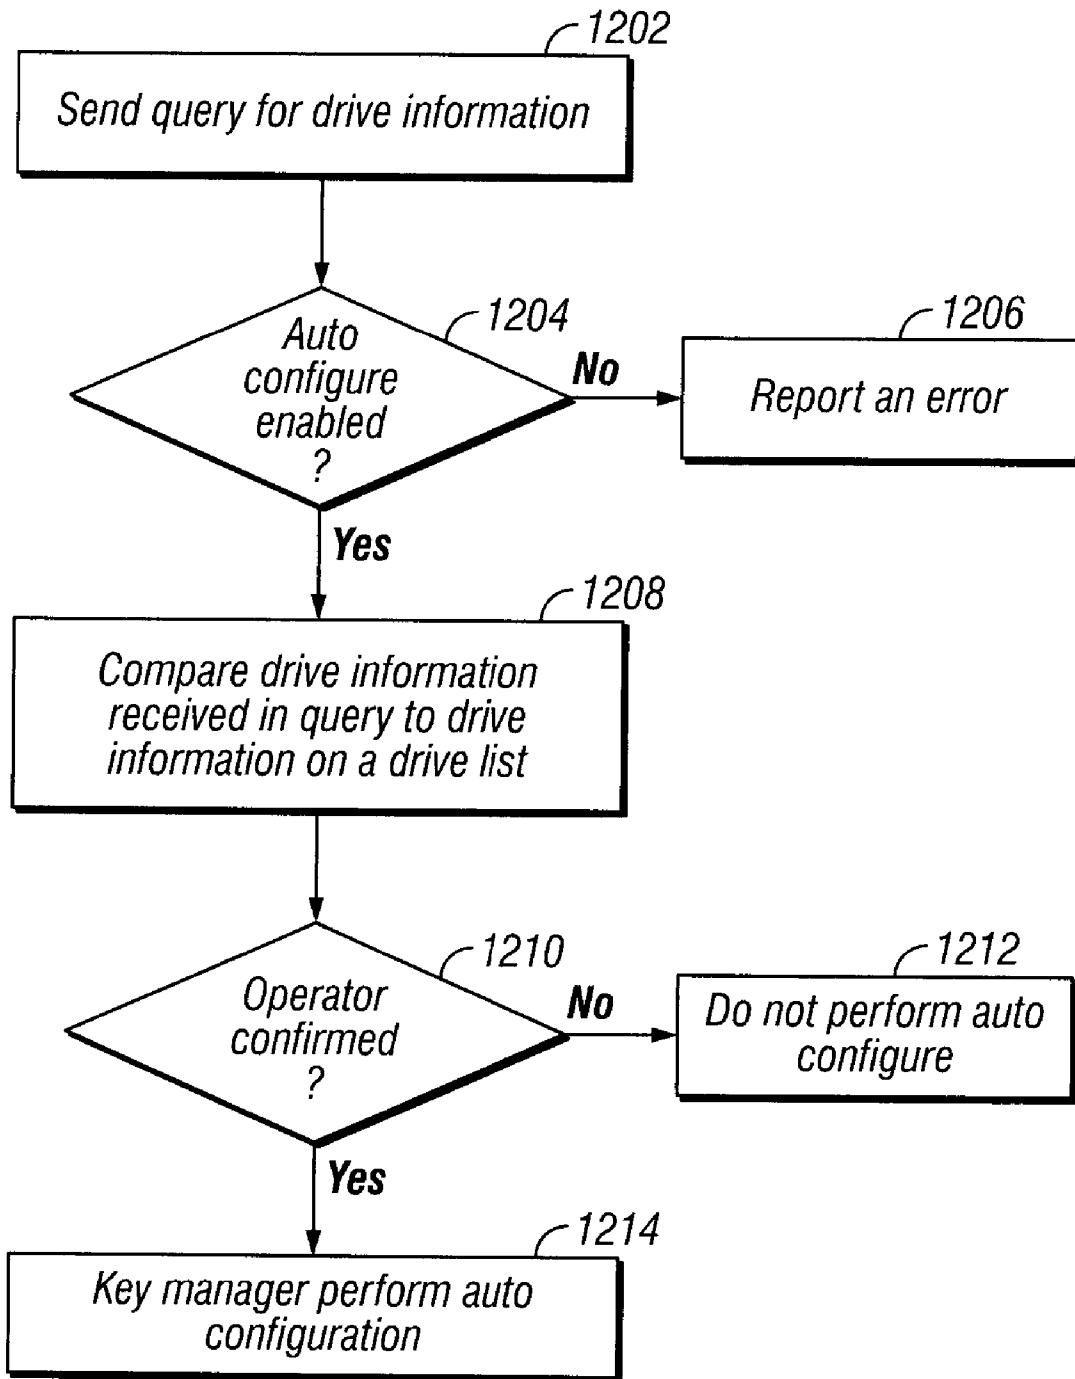 1202
Send query for drive information
1204
Auto
configure
enabled
?
No
1206
Report an error
Yes
1208
Compare drive information
received in query to drive
information on a drive list
1210
Operator
confirmed
?
No
1212
Do not perform auto
configure
Yes
1214
Key manager perform auto
configuration